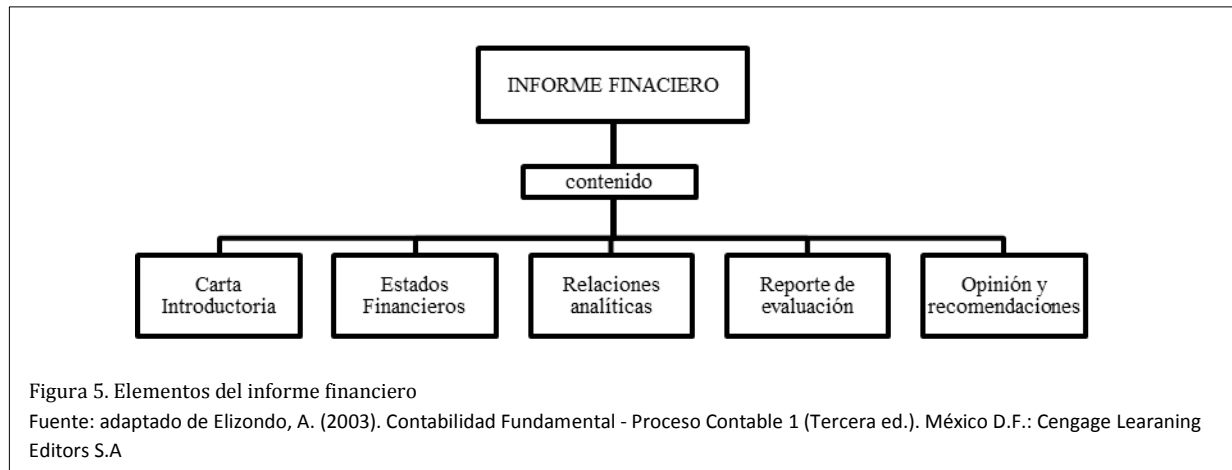 INFORME FINACIERO
contenido
Carta
Introductoria
Estados
Financieros
Relaciones
analíticas
Reporte de
evaluación
Opinión y
recomendaciones
Figura 5. Elementos del informe financiero
Fuente: adaptado de Elizondo, A. (2003). Contabilidad Fundamental - Proceso Contable 1 (Tercera ed.). México D.F.: Cengage Learaning
Editors S.A